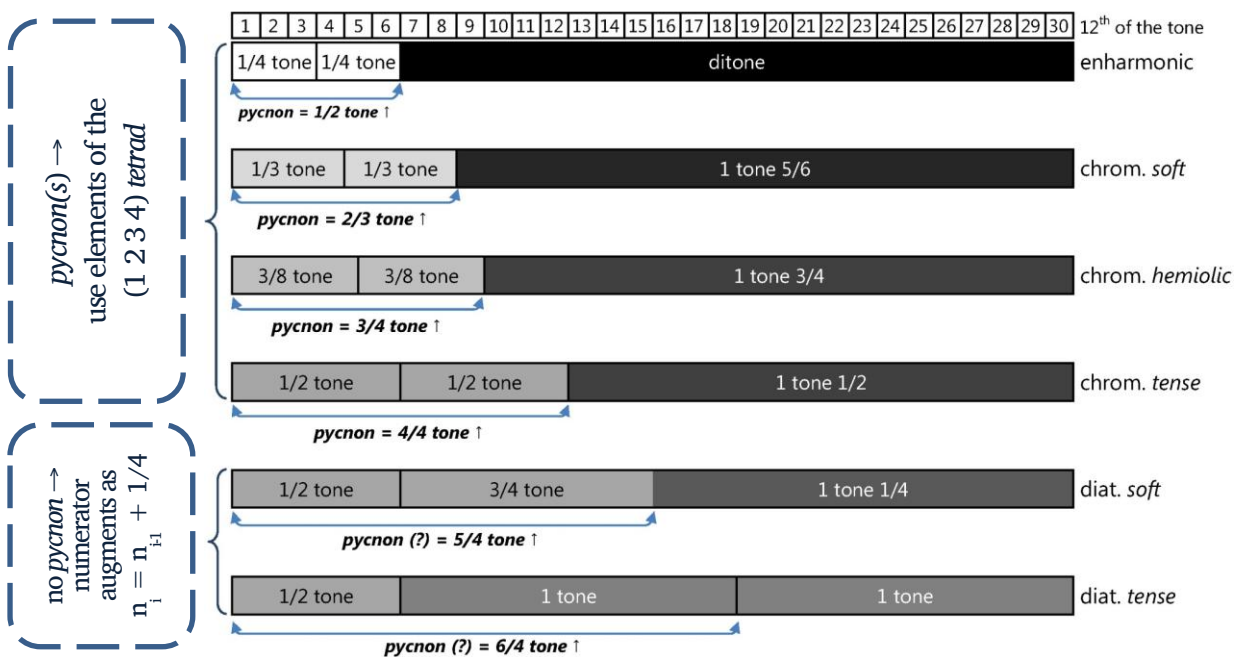 1 2 3 4 5 6 7 8 9 10 11 12 13 14 15 16 17 18 19 20 21 22 23 24 25 26 27 28 29 30 12th of the tone
1/4 tone 1/4 tone ditone enharmonic
pycnon = 1/2 tone ↑
1/3 tone 1/3 tone 1 tone 5/6 chrom. soft
pycnon = 2/3 tone ↑
3/8 tone 3/8 tone 1 tone 3/4 chrom. hemiolic
pycnon = 3/4 tone ↑
1/2 tone 1/2 tone 1 tone 1/2 chrom. tense
pycnon = 4/4 tone ↑
1/2 tone 3/4 tone 1 tone 1/4 diat. soft
pycnon (?) = 5/4 tone ↑
1/2 tone 1 tone 1 tone diat. tense
pycnon (?) = 6/4 tone ↑
pycnon(s) →
use elements of the
(1 2 3 4) tetrad
no pycnon →
numerator
augments as
n i = n i-1 + 1/4